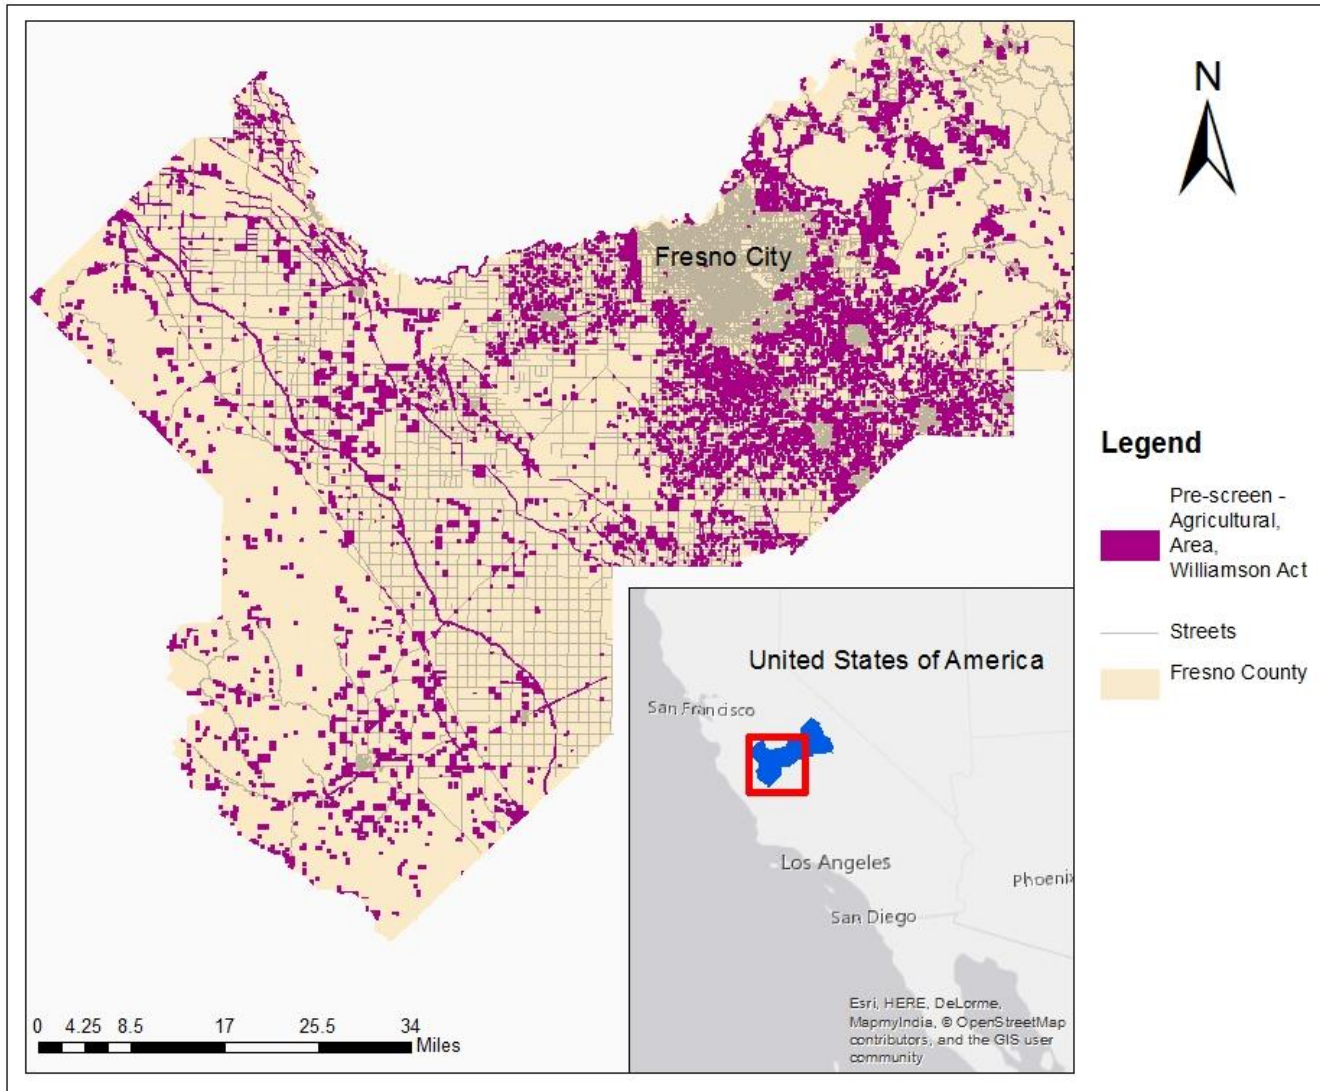 N
Fresno City
Legend
Pre-screen -
Agricultural,
Area,
Williamson Act
Streets
Fresno County
United States of America
San Francisco
Los Angeles
Phoenix
San Diego
Esri, HERE, DeLorme,
MapmyIndia, © OpenStreetMap
contributors, and the GIS user
community
0 4.25 8.5 17 25.5 34
Miles